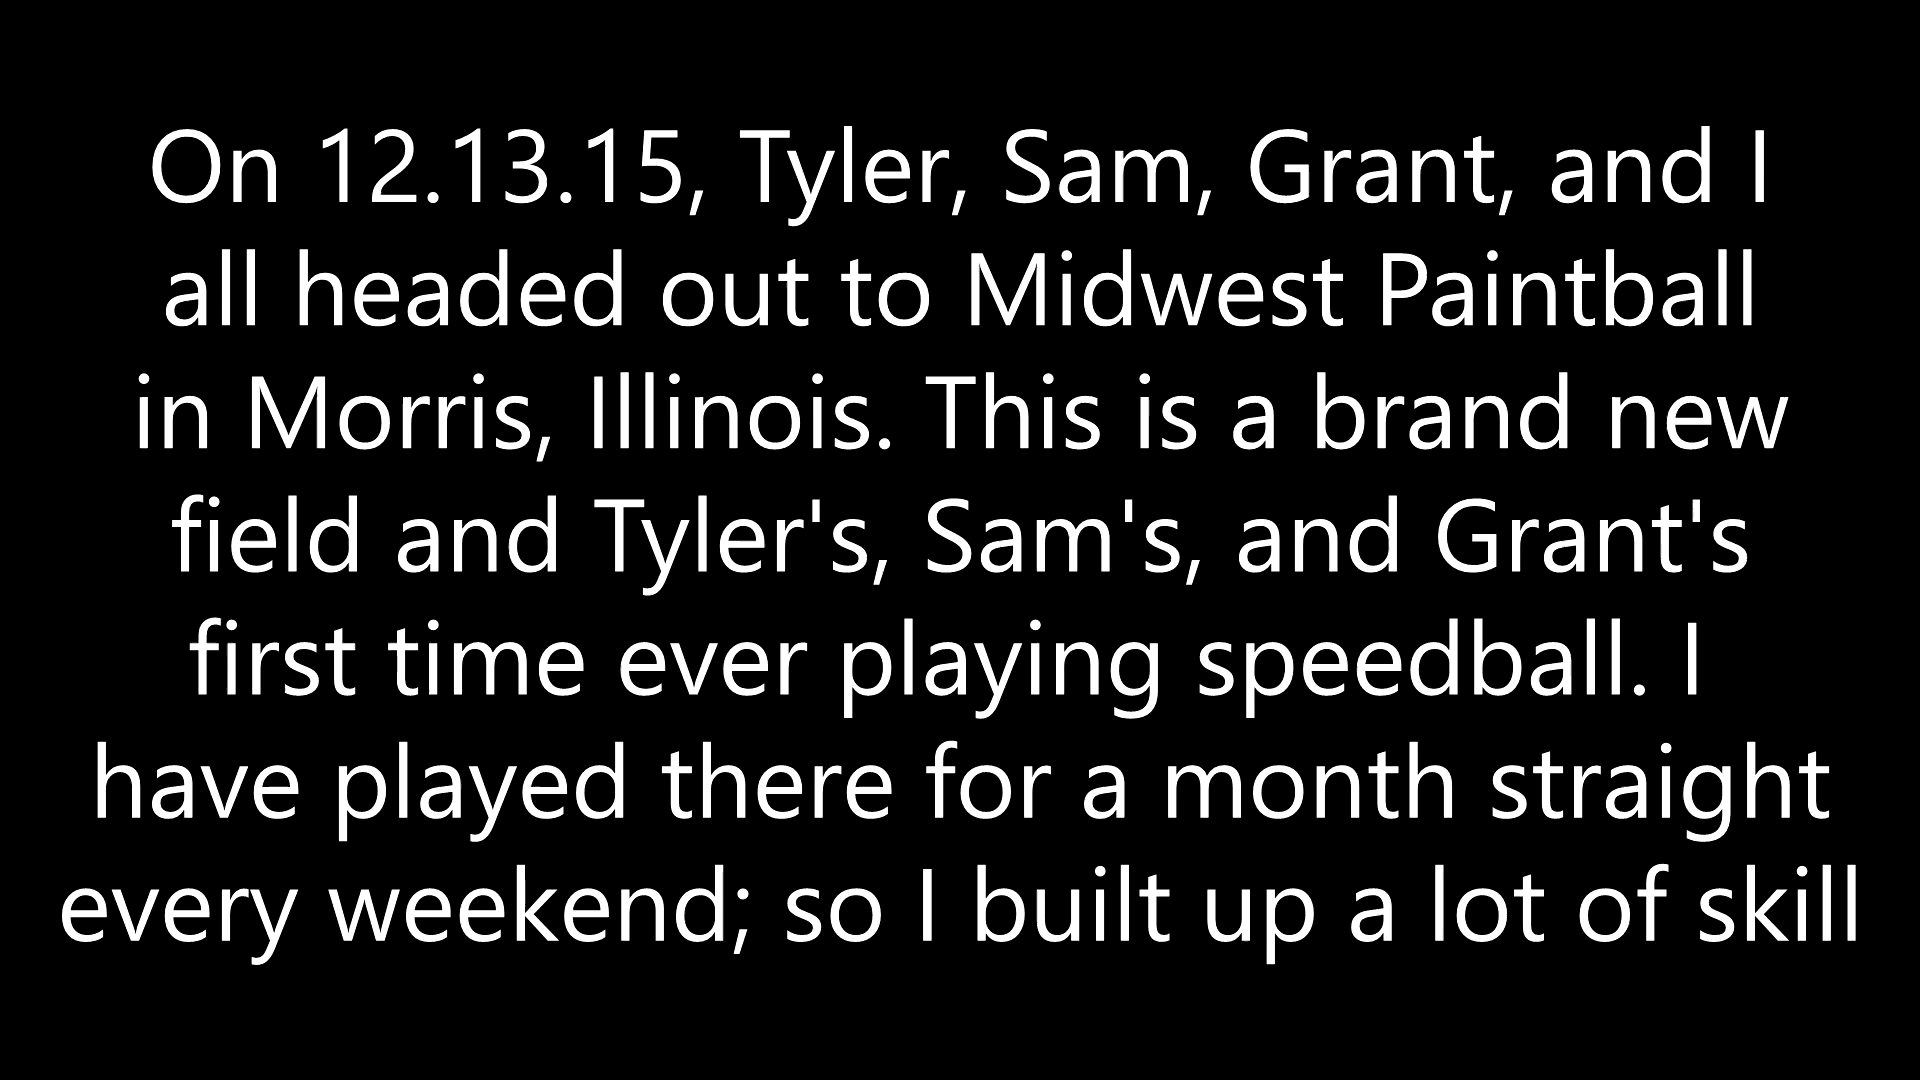 On 12.13.15, Tyler, Sam, Grant, and I
all headed out to Midwest Paintball
in Morris, Illinois. This is a brand new
field and Tyler's, Sam's, and Grant's
first time ever playing speedball. I
have played there for a month straight
every weekend; so I built up a lot of skill